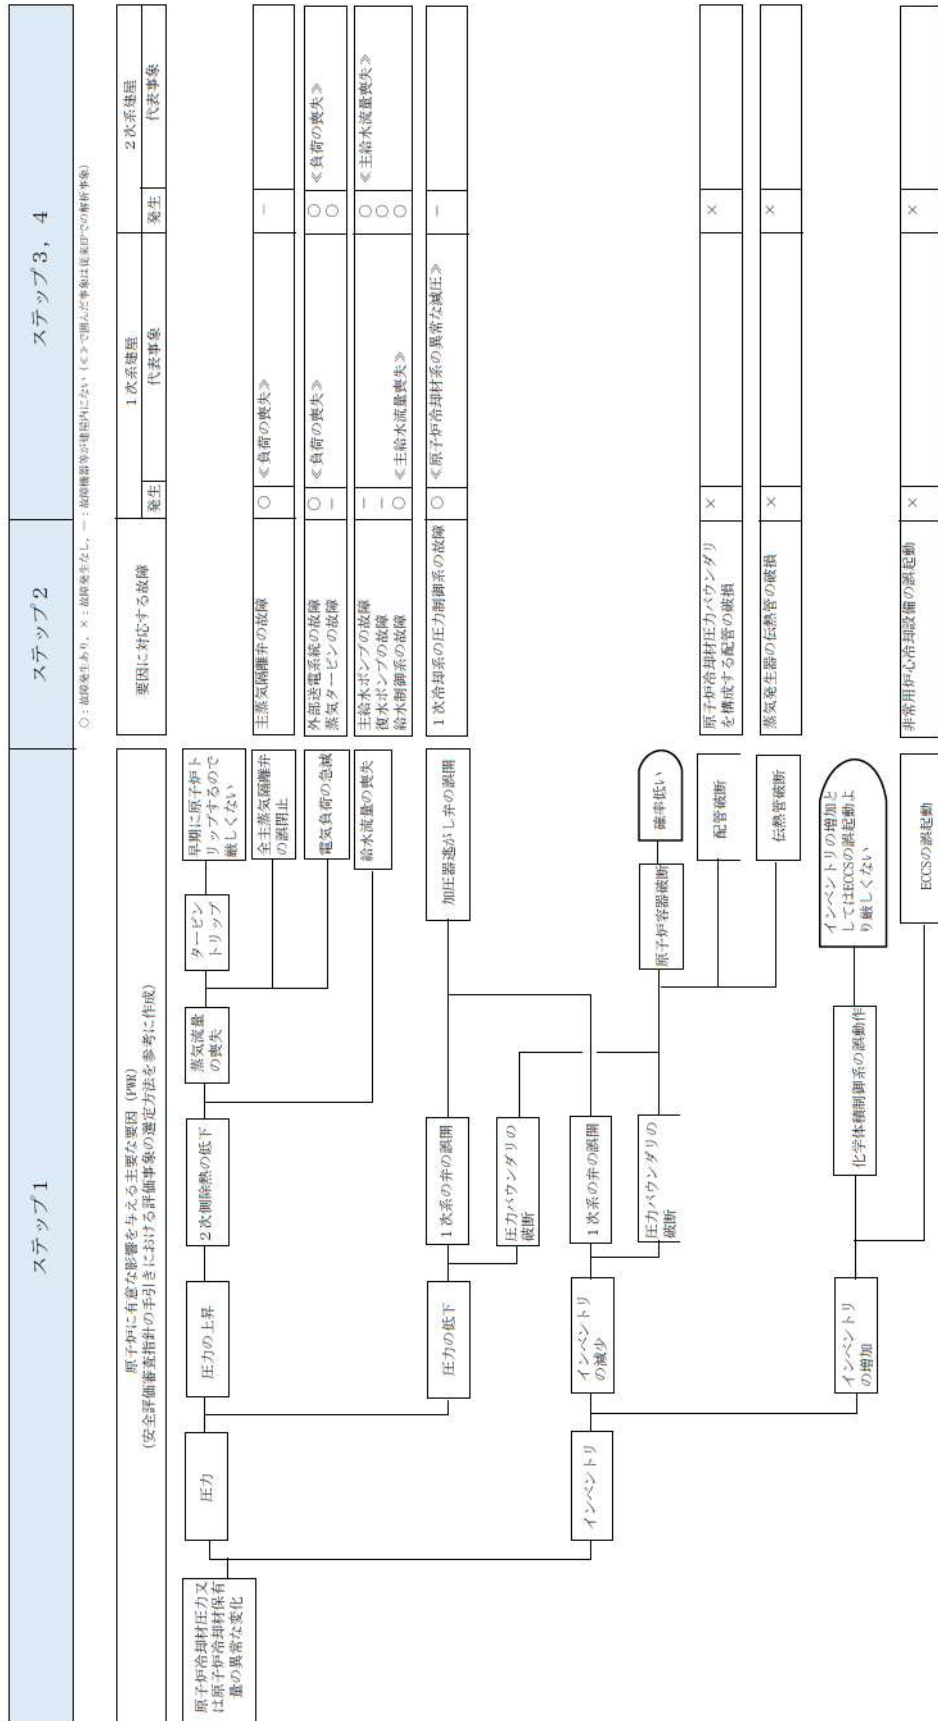 ステップ1
ステップ2
ステップ3，4
○：故障発生あり，×：故障発生なし，－：故障機器等が建屋内にない（≪≫で囲んだ事象は従来EPでの解析事象）
原子炉に有意な影響を与える主要な要因（PWR）
（安全評価審査指針の手引きにおける評価事象の選定方法を参考に作成）
要因に対応する故障
1次系建屋
2次系建屋
発生
代表事象
発生
代表事象
原子炉冷却材圧力又
は原子炉冷却材保有
量の異常な変化
圧力
圧力の上昇
2次側除熱の低下
蒸気流量
の喪失
タービン
トリップ
早期に原子炉ト
リップするので
厳しくない
全主蒸気隔離弁
の誤閉止
主蒸気隔離弁の故障
○
≪負荷の喪失≫
－
電気負荷の急減
外部送電系統の故障
○
≪負荷の喪失≫
○
≪負荷の喪失≫
蒸気タービンの故障
－
○
給水流量の喪失
主給水ポンプの故障
－
○
≪主給水流量喪失≫
復水ポンプの故障
－
○
給水制御系の故障
○
≪主給水流量喪失≫
○
圧力の低下
1次系の弁の誤開
加圧器逃がし弁の誤開
1次冷却系の圧力制御系の故障
○
≪原子炉冷却材系の異常な減圧≫
－
圧力バウンダリの
破断
インベントリ
インベントリ
の減少
1次系の弁の誤開
圧力バウンダリの
破断
原子炉容器破断
確率低い
配管破断
原子炉冷却材圧力バウンダリ
を構成する配管の破損
×
×
伝熱管破断
蒸気発生器の伝熱管の破損
×
×
インベントリ
の増加
化学体積制御系の誤動作
インベントリの増加と
してはECCSの誤起動よ
り厳しくない
ECCSの誤起動
非常用炉心冷却設備の誤起動
×
×